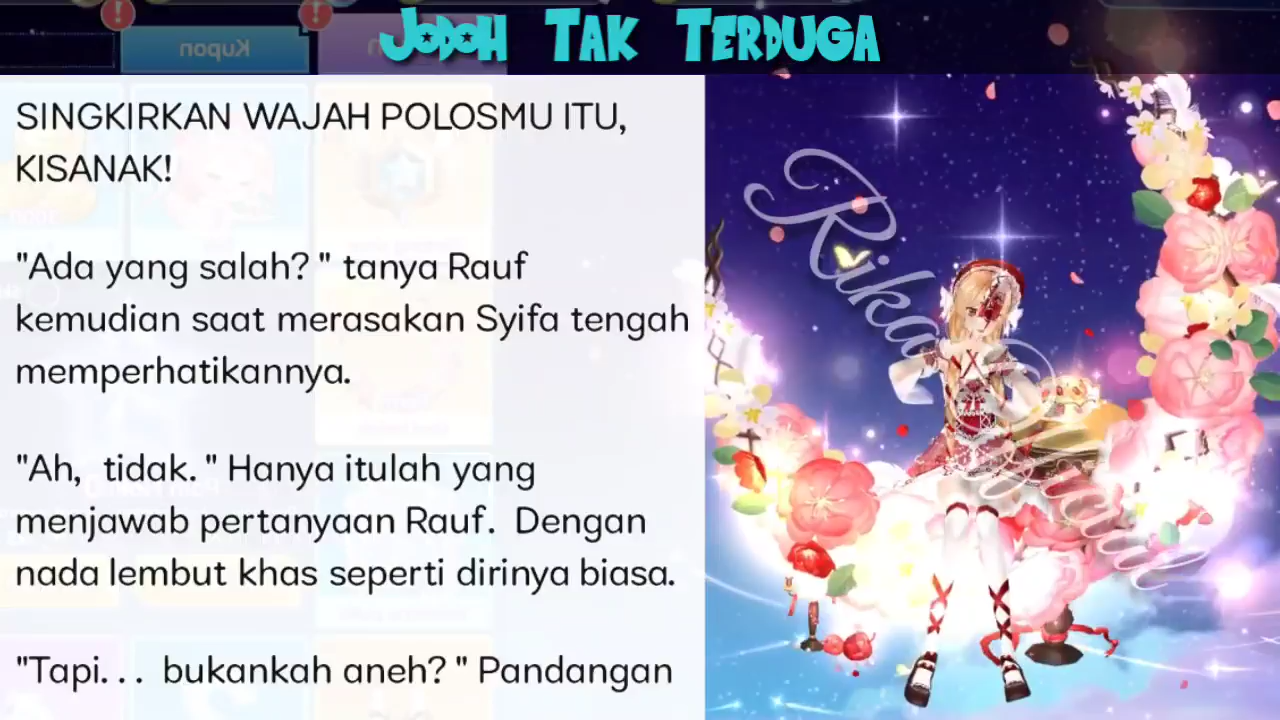 Jodoh Tak Terduga
Kupon
SINGKIRKAN WAJAH POLOSMU ITU,
KISANAK!
"Ada yang salah? " tanya Rauf
kemudian saat merasakan Syifa tengah
memperhatikannya.
"Ah,  tidak. " Hanya itulah yang
menjawab pertanyaan Rauf.  Dengan
nada lembut khas seperti dirinya biasa.
"Tapi. . .  bukankah aneh? " Pandangan
Rika